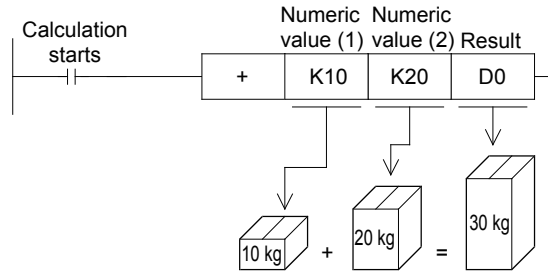 Calculation
starts
Numeric
value (1)
Numeric
value (2)
Result
+ K10 K20 D0
10 kg + 20 kg = 30 kg